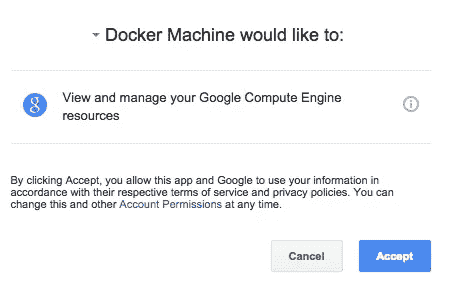 Docker Machine would like to:
g
View and manage your Google Compute Engine
resources
By clicking Accept, you allow this app and Google to use your information in
accordance with their respective terms of service and privacy policies. You can
change this and other Account Permissions at any time.
Cancel
Accept